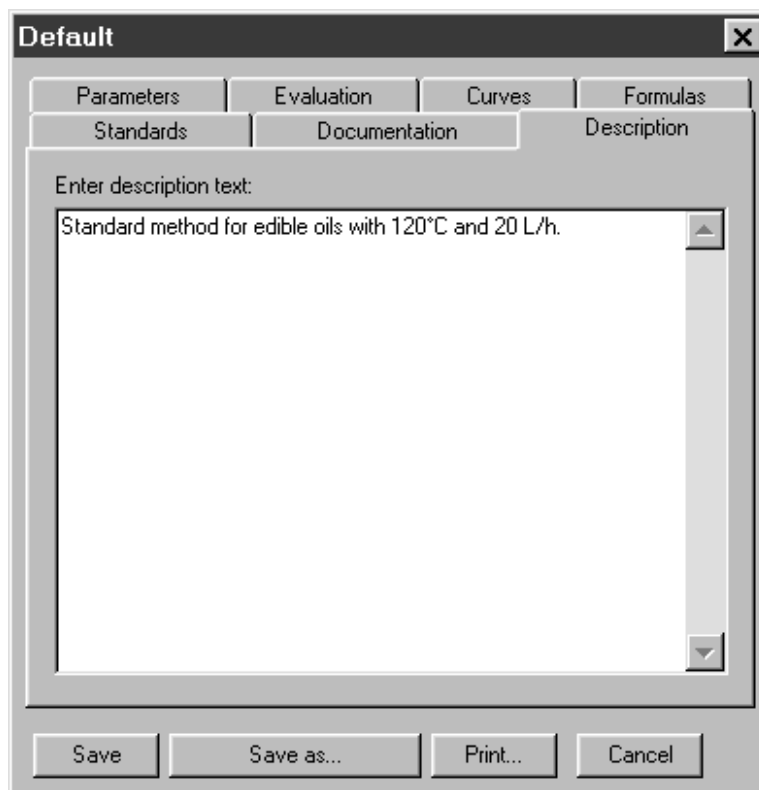 Default
Parameters Evaluation Curves Formulas
Standards Documentation Description
Enter description text:
Standard method for edible oils with 120°C and 20 L/h.
Save Save as... Print... Cancel